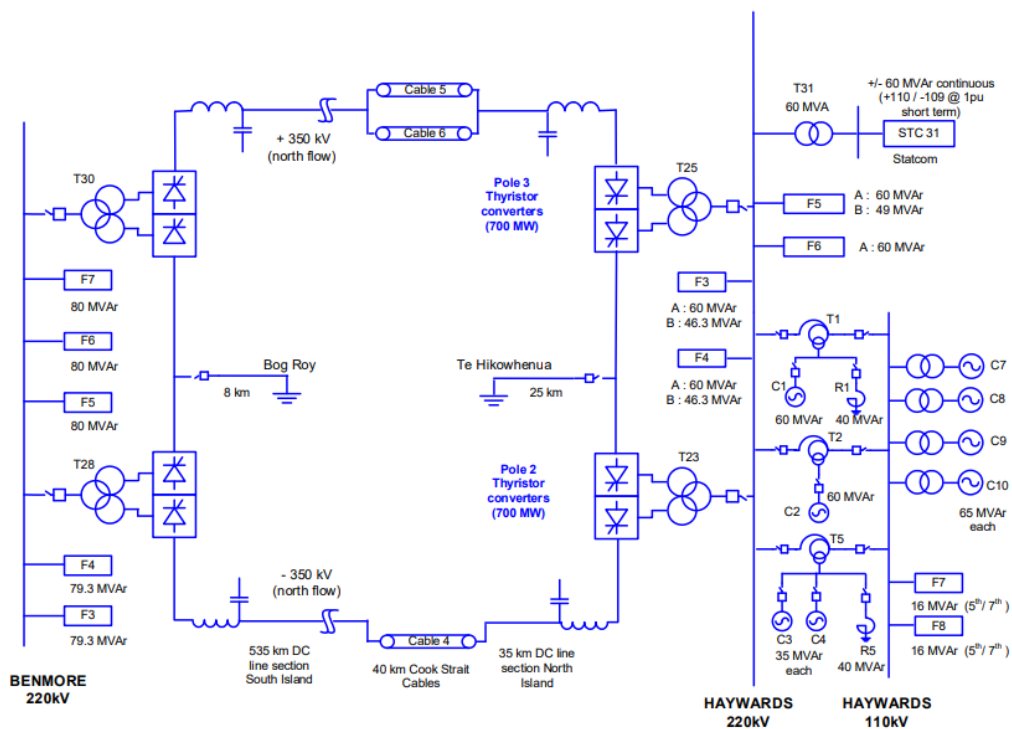 Cable 5
Cable 6
+ 350 kV
(north flow)
T31
60 MVA
+/- 60 MVAr continuous
(+110 / -109 @ 1pu
short term)
STC 31
Statcom
T30
Pole 3
Thyristor
converters
(700 MW)
T25
F5
A : 60 MVAr
B : 49 MVAr
F6
A : 60 MVAr
F7
80 MVAr
F6
80 MVAr
F5
80 MVAr
Bog Roy
8 km
Te Hikowhenua
25 km
F3
A : 60 MVAr
B : 46.3 MVAr
F4
A : 60 MVAr
B : 46.3 MVAr
T1
C1
60 MVAr
R1
40 MVAr
T2
60 MVAr
C2
T5
C3
C4
35 MVAr
each
R5
40 MVAr
C7
C8
C9
C10
65 MVAr
each
F7
16 MVAr (5th/ 7th )
F8
16 MVAr (5th/ 7th )
T28
Pole 2
Thyristor
converters
(700 MW)
T23
F4
79.3 MVAr
F3
79.3 MVAr
- 350 kV
(north flow)
Cable 4
535 km DC
line section
South Island
40 km Cook Strait
Cables
35 km DC line
section North
Island
BENMORE
220kV
HAYWARDS
220kV
HAYWARDS
110kV